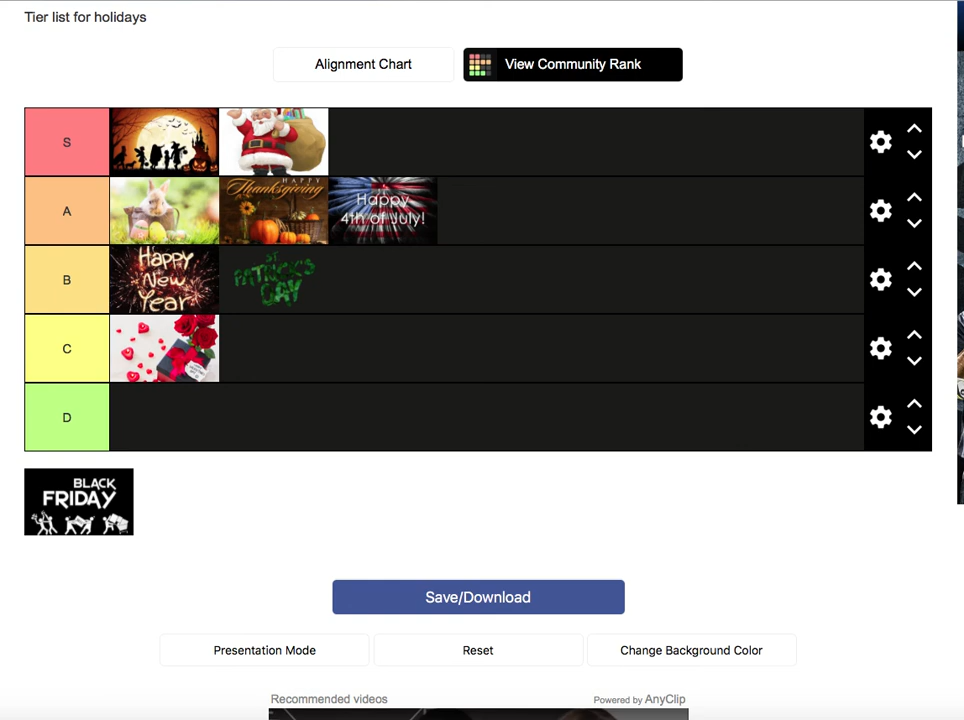 Tier list for holidays
Alignment Chart
View Community Rank
S
A
HAPPY
Thanksgiving
Happy
4th of July!
B
Happy
New
Year
ST
PATRICK'S
DAY
C
D
BLACK
FRIDAY
Save/Download
Presentation Mode
Reset
Change Background Color
Recommended videos
Powered by AnyClip